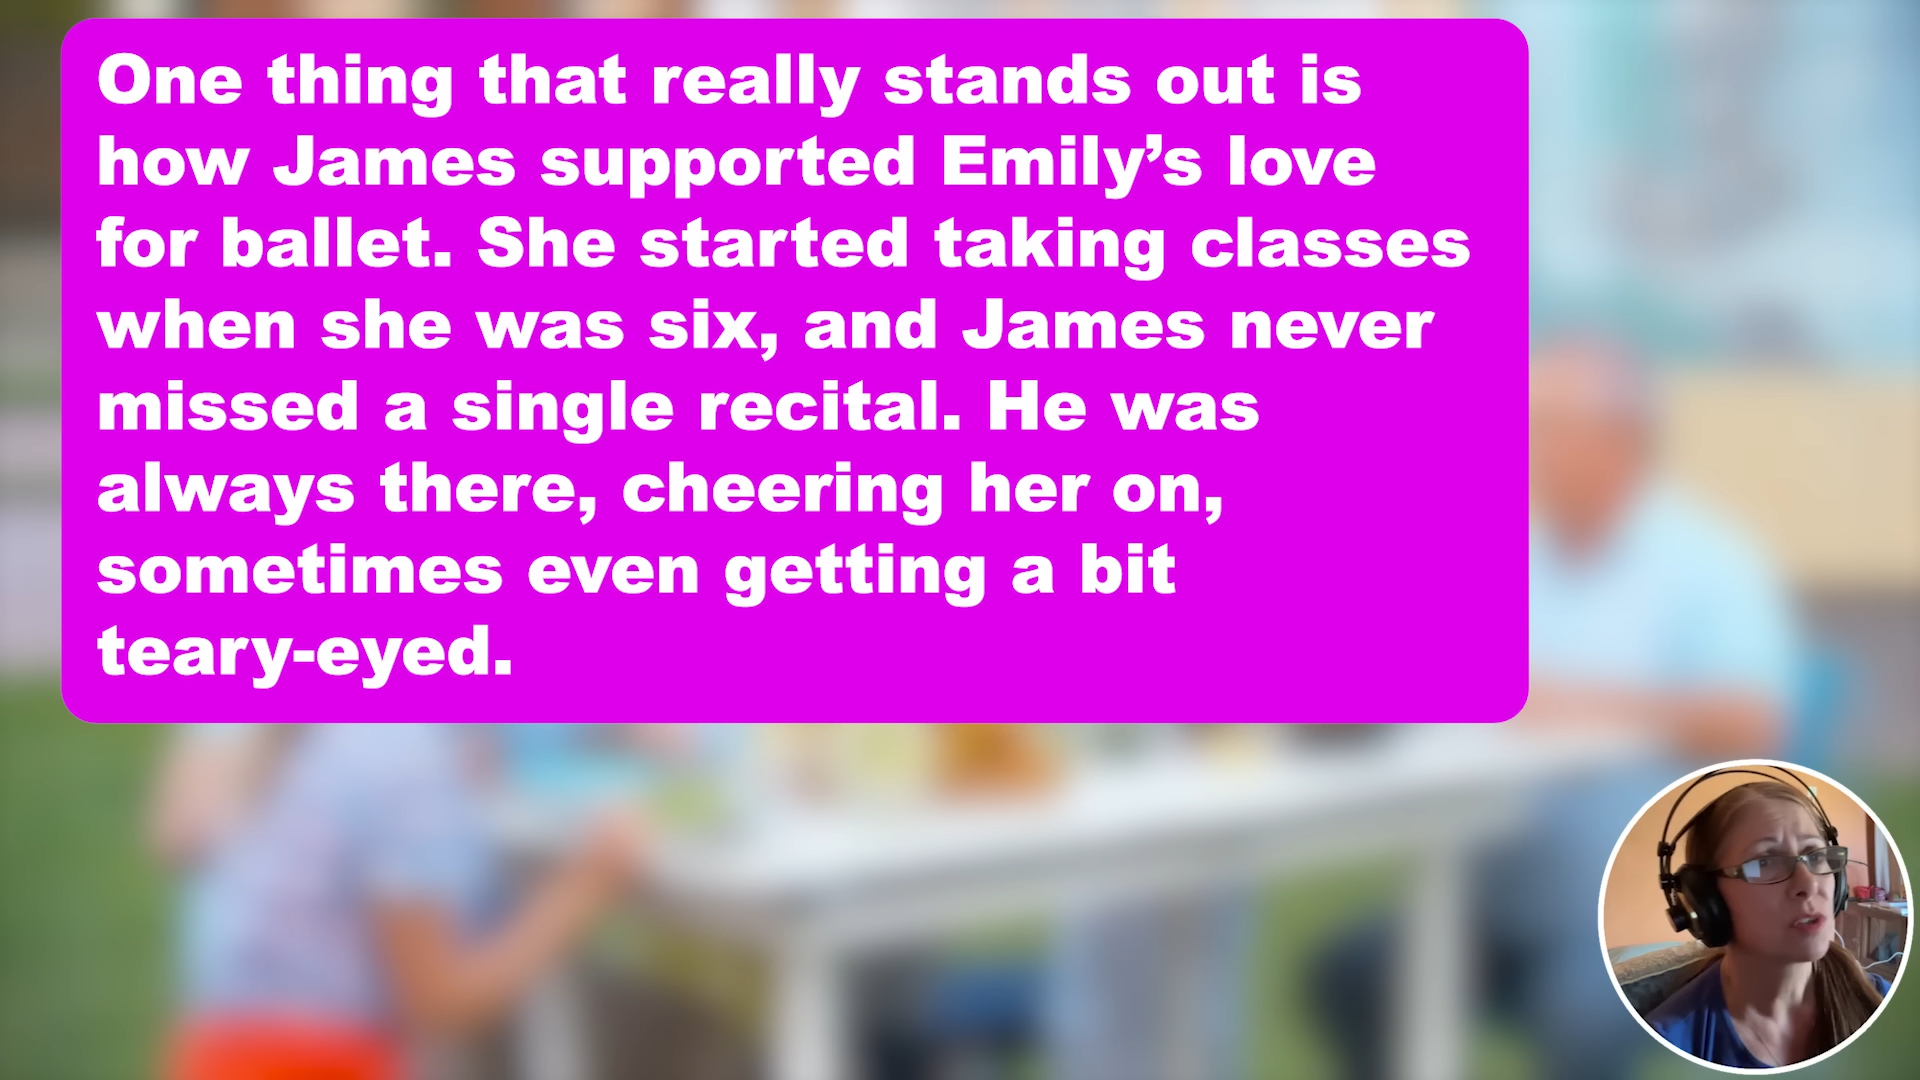 One thing that really stands out is
how James supported Emily’s love
for ballet. She started taking classes
when she was six, and James never
missed a single recital. He was
always there, cheering her on,
sometimes even getting a bit
teary-eyed.